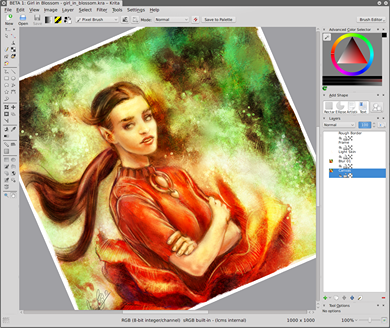 BETA 1: Girl in Blossom - girl_in_blossom.kra - Krita
File Edit View Image Layer Select Filter Tools Settings Help
New Open Save
Pixel Brush
Mode: Normal
Save to Palette
Brush Editor...
Advanced Color Selector
Add Shape
Layers
Normal
Rough Border
Frame
Light Skin
Canvas
Tool Options
No options
RGB (8-bit integer/channel) sRGB built-in - (lcms internal)
1000 x 1000
100%